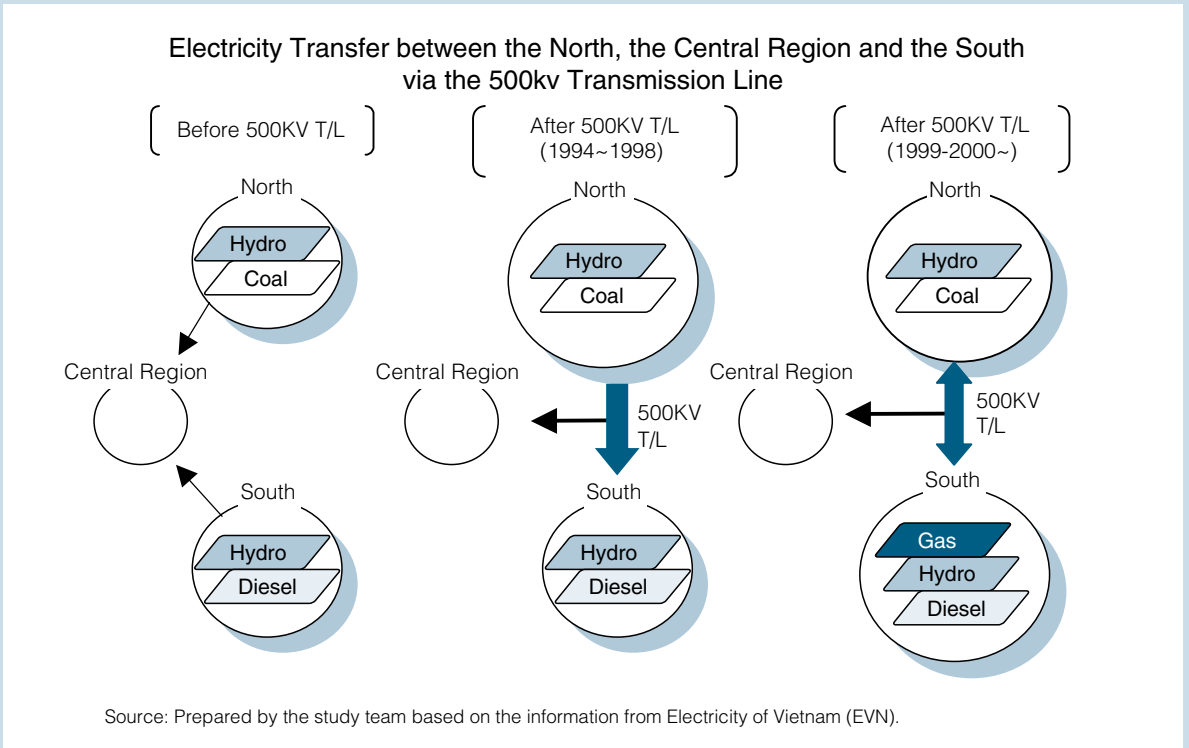 Electricity Transfer between the North, the Central Region and the South
via the 500kv Transmission Line
Before 500KV T/L
North
Hydro
Coal
Central Region
South
Hydro
Diesel
After 500KV T/L
(1994~1998)
North
Hydro
Coal
Central Region
500KV
T/L
South
Hydro
Diesel
After 500KV T/L
(1999-2000~)
North
Hydro
Coal
Central Region
500KV
T/L
South
Gas
Hydro
Diesel
Source: Prepared by the study team based on the information from Electricity of Vietnam (EVN).